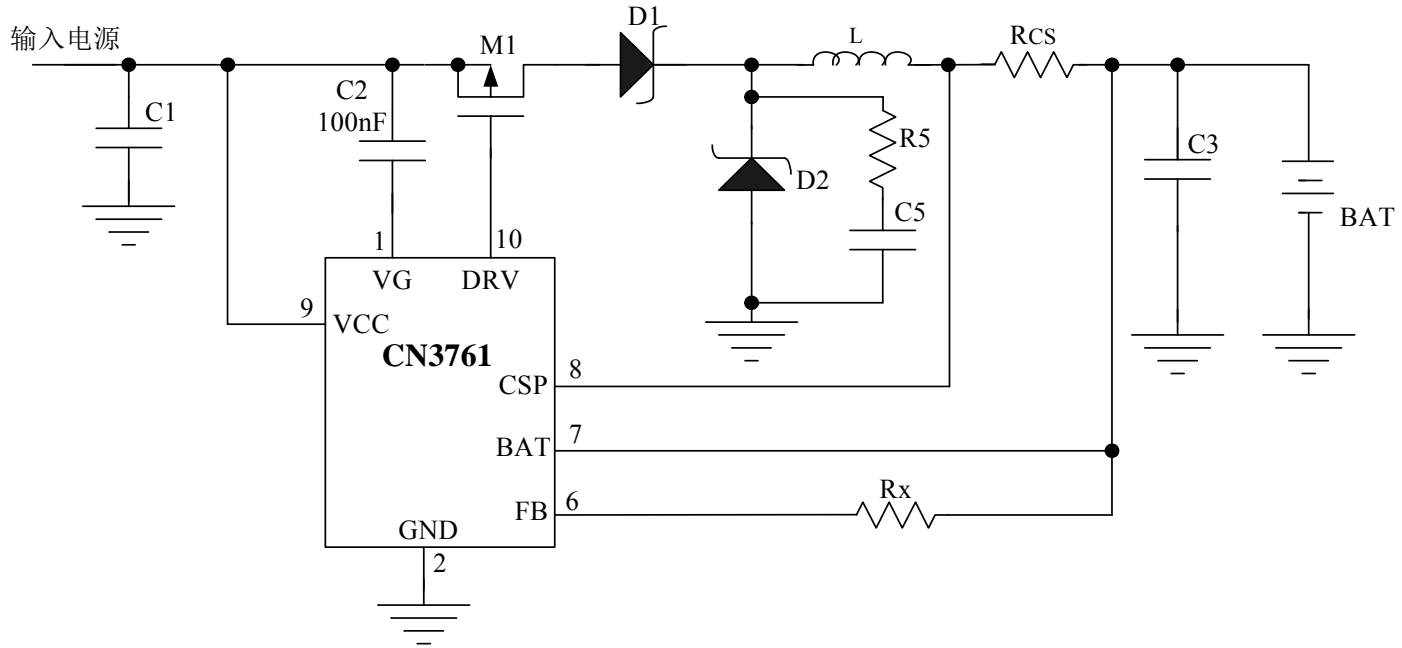 输入电源
D1
M1
L
RCS
C1
C2
100nF
R5
D2
C5
C3
BAT
1
10
VG
DRV
9
VCC
CN3761
CSP
8
BAT
7
FB
6
Rx
GND
2